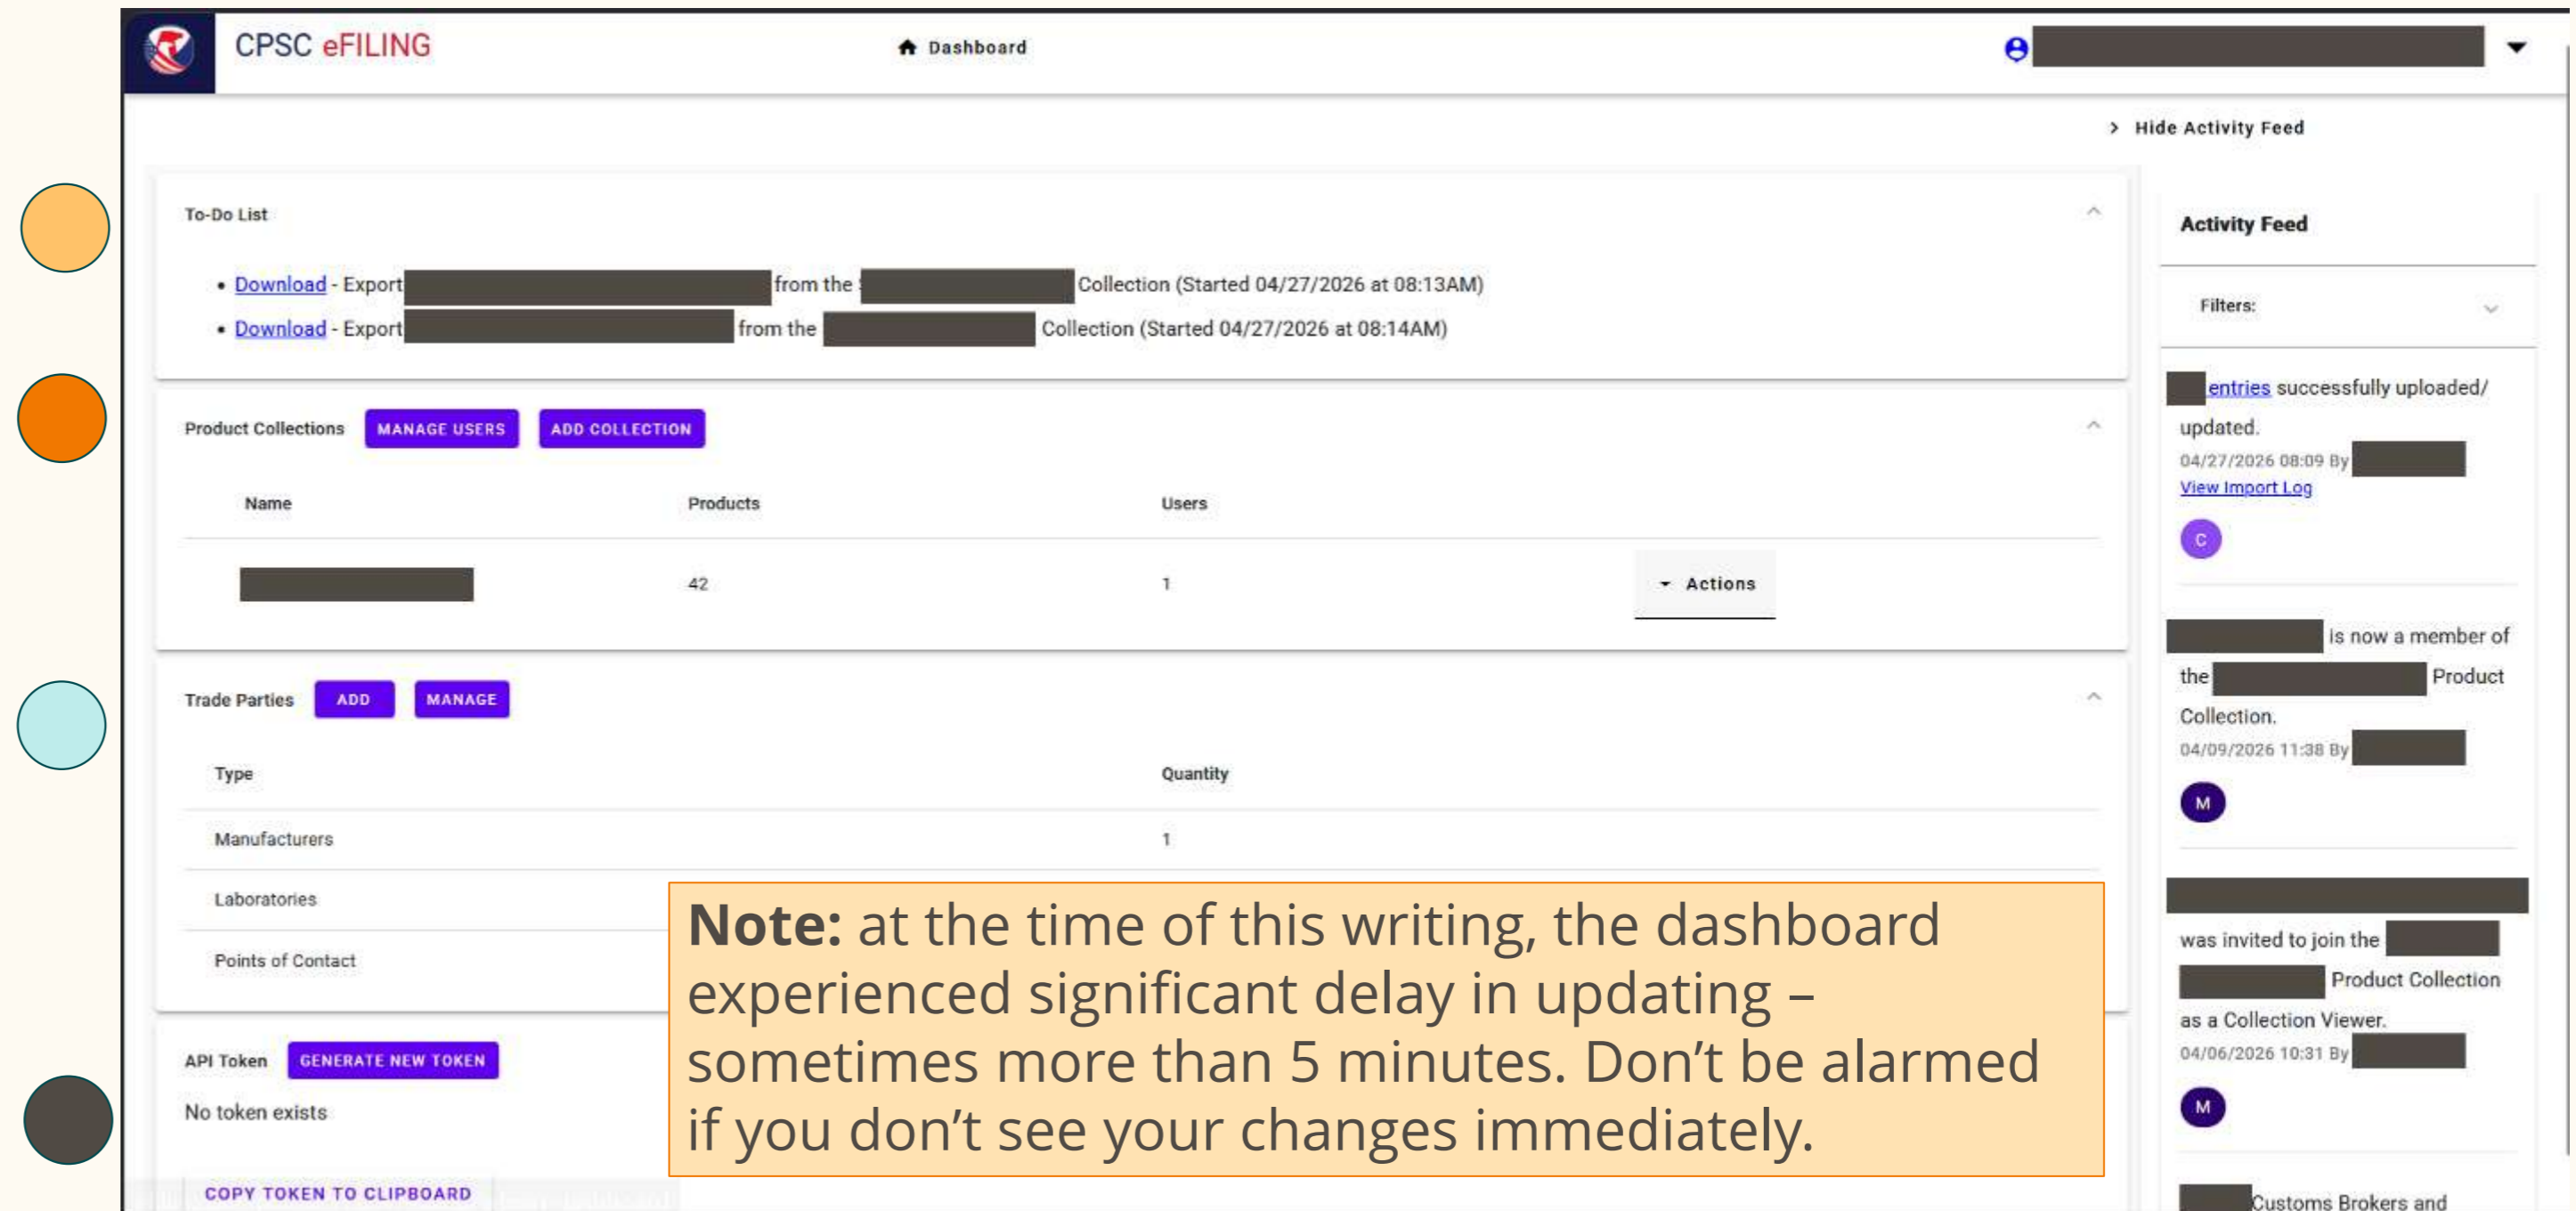 CPSC eFILING
Dashboard
Hide Activity Feed
To-Do List
Download - Export from the Collection (Started 04/27/2026 at 08:13AM)
Download - Export from the Collection (Started 04/27/2026 at 08:14AM)
Product Collections MANAGE USERS ADD COLLECTION
Name Products Users
42 1 Actions
Trade Parties ADD MANAGE
Type Quantity
Manufacturers 1
Laboratories
Points of Contact
API Token GENERATE NEW TOKEN
No token exists
COPY TOKEN TO CLIPBOARD
Note: at the time of this writing, the dashboard
experienced significant delay in updating –
sometimes more than 5 minutes. Don’t be alarmed
if you don’t see your changes immediately.
Activity Feed
Filters:
entries successfully uploaded/
updated.
04/27/2026 08:09 By
View Import Log
C
is now a member of
the Product
Collection.
04/09/2026 11:38 By
M
was invited to join the
Product Collection
as a Collection Viewer.
04/06/2026 10:31 By
M
Customs Brokers and